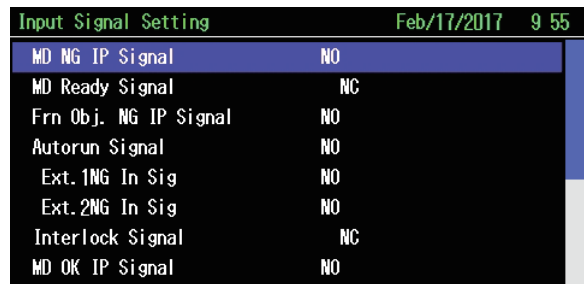 Input Signal Setting Feb/17/2017 9 55
MD NG IP Signal NO
MD Ready Signal NC
Frn Obj. NG IP Signal NO
Autorun Signal NO
Ext.1NG In Sig NO
Ext.2NG In Sig NO
Interlock Signal NC
MD OK IP Signal NO